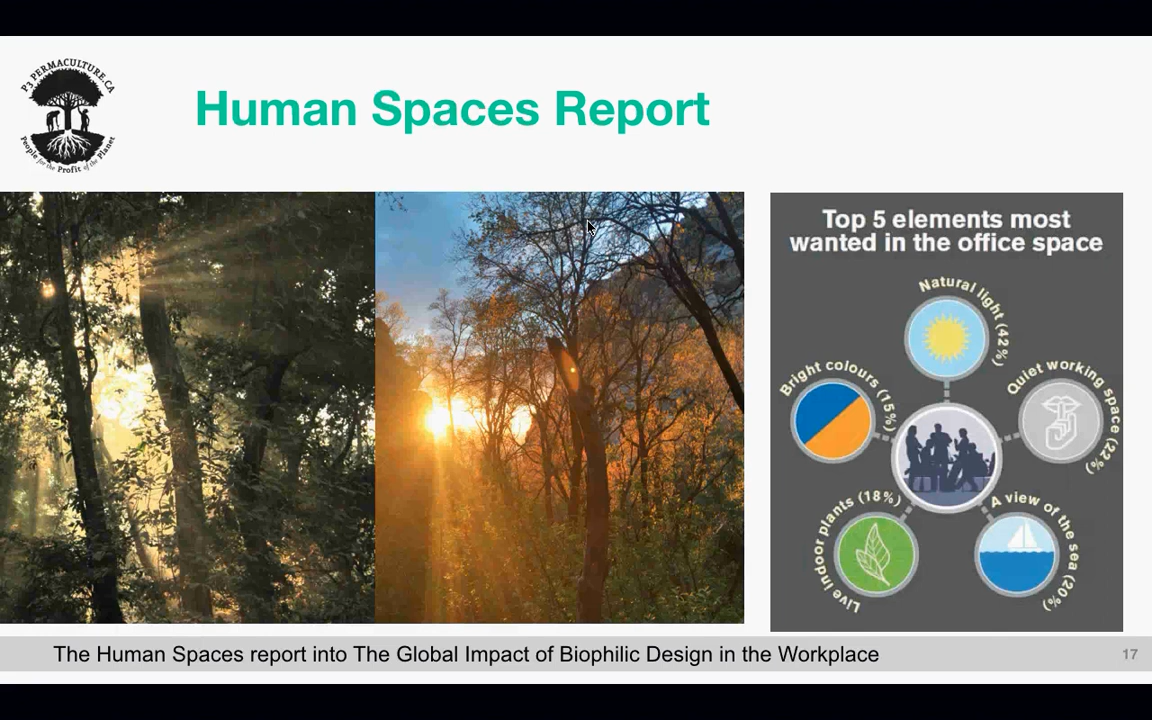 P3 PERMACULTURE.CA
People for the Profit of the Planet
Human Spaces Report
Top 5 elements most
wanted in the office space
Natural light (42%)
Quiet working space (22%)
A view of the sea (20%)
Live indoor plants (18%)
Bright colours (15%)
The Human Spaces report into The Global Impact of Biophilic Design in the Workplace
17